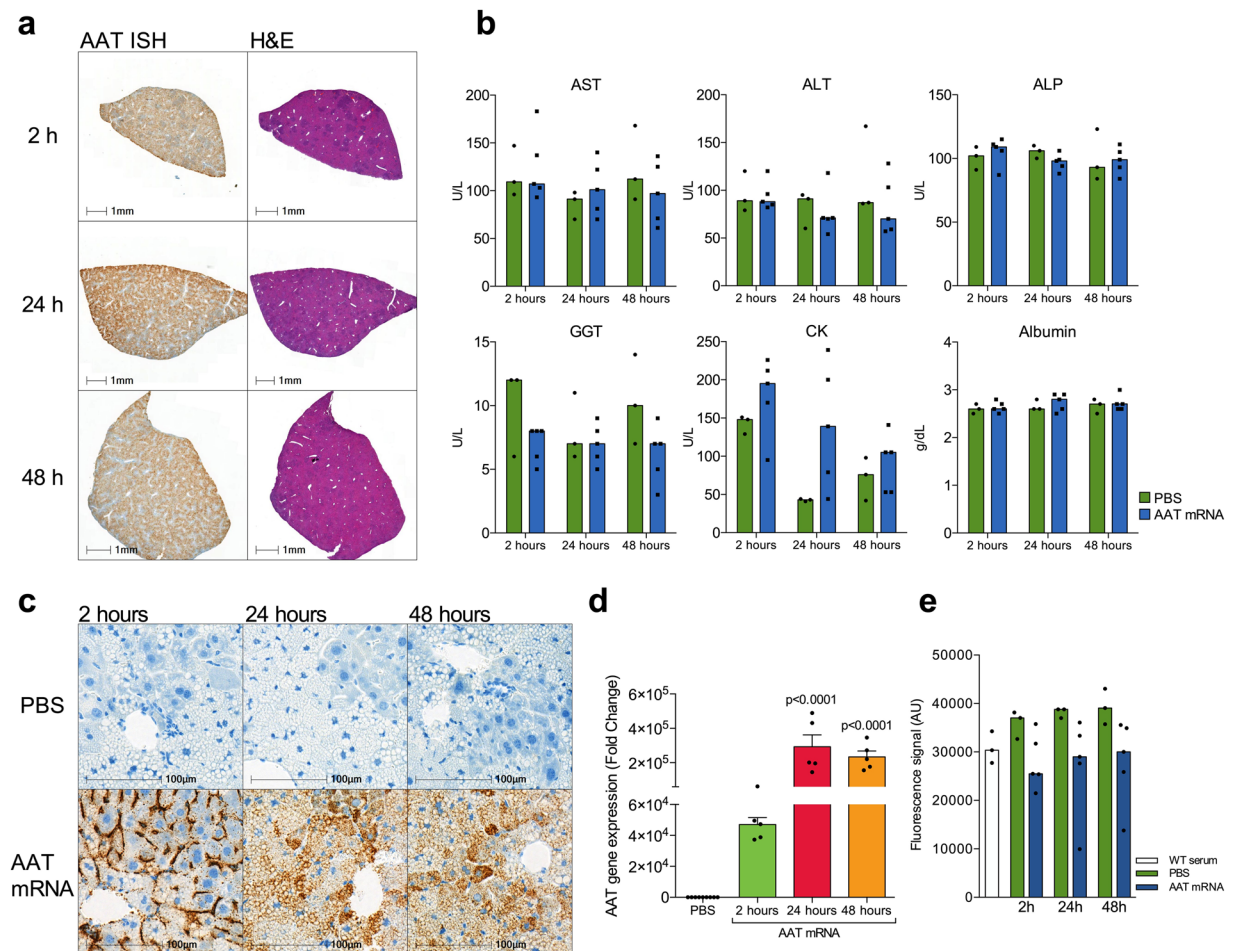 a
AAT ISH
H&E
2 h
1mm
1mm
24 h
1mm
1mm
48 h
1mm
1mm
b
AST
200
150
100
50
0
U/L
2 hours
24 hours
48 hours
ALT
200
150
100
50
0
U/L
2 hours
24 hours
48 hours
ALP
150
100
50
0
U/L
2 hours
24 hours
48 hours
GGT
15
10
5
0
U/L
2 hours
24 hours
48 hours
CK
250
200
150
100
50
0
U/L
2 hours
24 hours
48 hours
Albumin
4
3
2
1
0
g/dL
2 hours
24 hours
48 hours
PBS
AAT mRNA
c
2 hours
24 hours
48 hours
PBS
100µm
100µm
100µm
AAT
mRNA
100µm
100µm
100µm
d
AAT gene expression (Fold Change)
6×10⁵
4×10⁵
2×10⁵
6×10⁴
4×10⁴
2×10⁴
0
p<0.0001
p<0.0001
PBS
2 hours
24 hours
48 hours
AAT mRNA
e
Fluorescence signal (AU)
50000
40000
30000
20000
10000
0
2h
24h
48h
WT serum
PBS
AAT mRNA